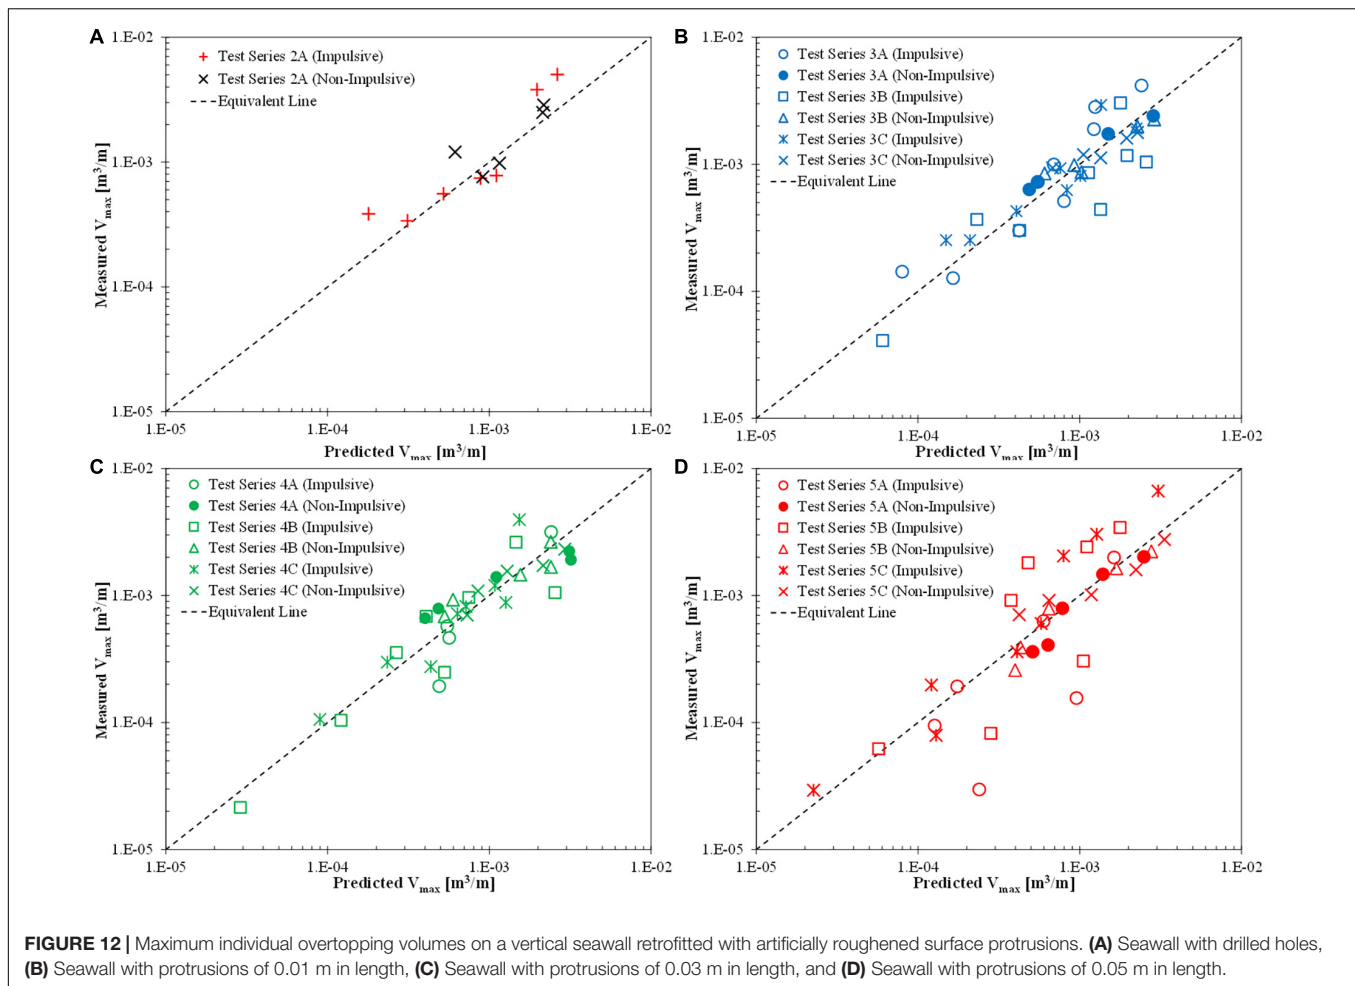 A
1.E-02
Test Series 2A (Impulsive)
Test Series 2A (Non-Impulsive)
Equivalent Line
1.E-03
1.E-04
1.E-05
Measured Vmax [m³/m]
1.E-05
1.E-04
1.E-03
1.E-02
Predicted Vmax [m³/m]
B
1.E-02
Test Series 3A (Impulsive)
Test Series 3A (Non-Impulsive)
Test Series 3B (Impulsive)
Test Series 3B (Non-Impulsive)
Test Series 3C (Impulsive)
Test Series 3C (Non-Impulsive)
Equivalent Line
1.E-03
1.E-04
1.E-05
Measured Vmax [m³/m]
1.E-05
1.E-04
1.E-03
1.E-02
Predicted Vmax [m³/m]
C
1.E-02
Test Series 4A (Impulsive)
Test Series 4A (Non-Impulsive)
Test Series 4B (Impulsive)
Test Series 4B (Non-Impulsive)
Test Series 4C (Impulsive)
Test Series 4C (Non-Impulsive)
Equivalent Line
1.E-03
1.E-04
1.E-05
Measured Vmax [m³/m]
1.E-05
1.E-04
1.E-03
1.E-02
Predicted Vmax [m³/m]
D
1.E-02
Test Series 5A (Impulsive)
Test Series 5A (Non-Impulsive)
Test Series 5B (Impulsive)
Test Series 5B (Non-Impulsive)
Test Series 5C (Impulsive)
Test Series 5C (Non-Impulsive)
Equivalent Line
1.E-03
1.E-04
1.E-05
Measured Vmax [m³/m]
1.E-05
1.E-04
1.E-03
1.E-02
Predicted Vmax [m³/m]
FIGURE 12 | Maximum individual overtopping volumes on a vertical seawall retrofitted with artificially roughened surface protrusions. (A) Seawall with drilled holes,
(B) Seawall with protrusions of 0.01 m in length, (C) Seawall with protrusions of 0.03 m in length, and (D) Seawall with protrusions of 0.05 m in length.